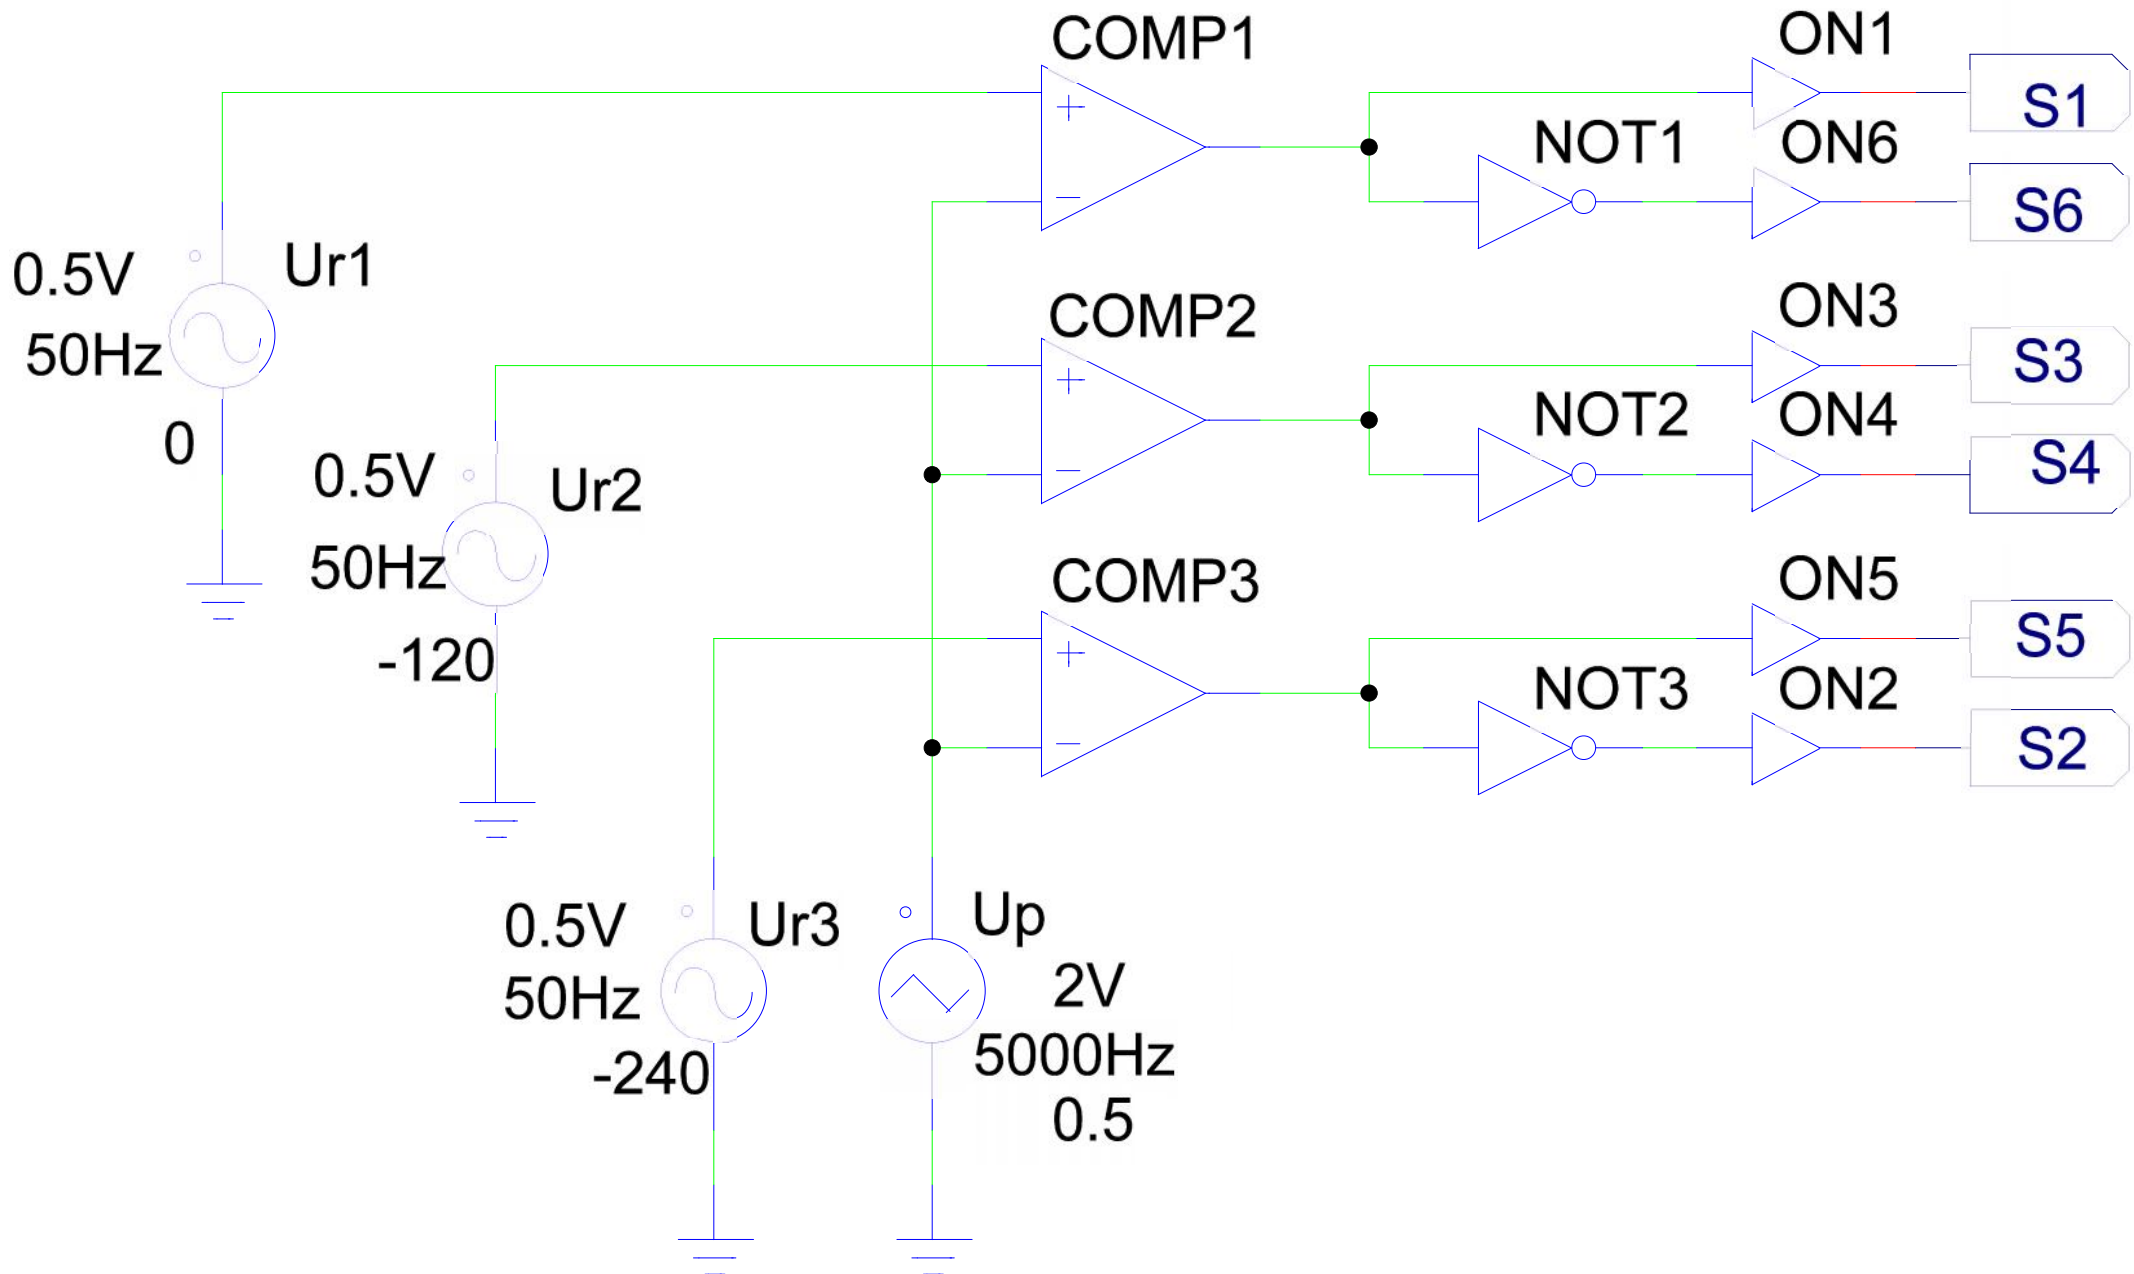 COMP1
ON1
S1
NOT1
ON6
S6
0.5V
Ur1
50Hz
0
COMP2
ON3
S3
NOT2
ON4
S4
0.5V
Ur2
50Hz
-120
COMP3
ON5
S5
NOT3
ON2
S2
0.5V
Ur3
50Hz
-240
Up
2V
5000Hz
0.5